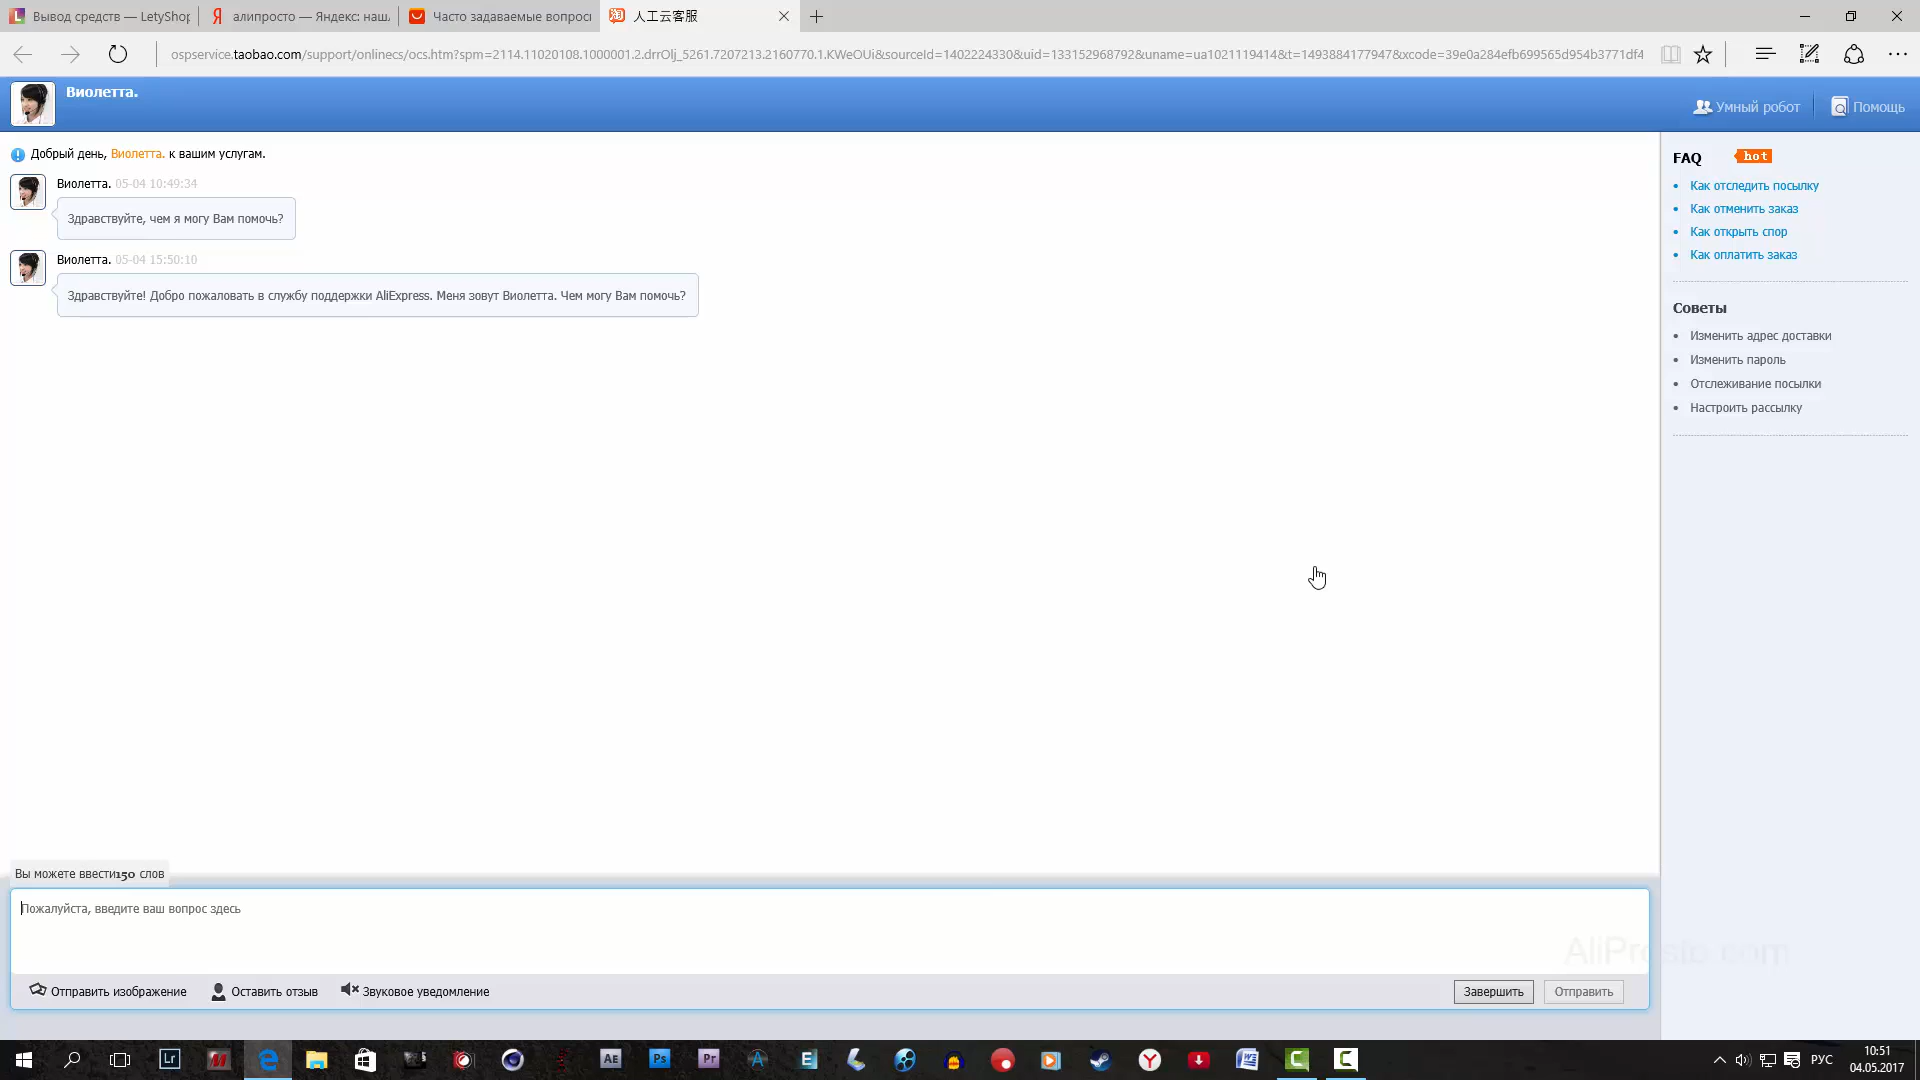 Вывод средств — LetyShop
алипросто — Яндекс: наш
Часто задаваемые вопрос
人工云客服
ospservice.taobao.com/support/onlinecs/ocs.htm?spm=2114.11020108.1000001.2.drrOlj_5261.7207213.2160770.1.KWeOUi&sourceId=1402224330&uid=133152968792&uname=ua1021119414&t=1493884177947&xcode=39e0a284efb699565d954b3771df4
Виолетта.
Умный робот
Помощь
Добрый день, Виолетта. к вашим услугам.
Виолетта. 05-04 10:49:34
Здравствуйте, чем я могу Вам помочь?
Виолетта. 05-04 15:50:10
Здравствуйте! Добро пожаловать в службу поддержки AliExpress. Меня зовут Виолетта. Чем могу Вам помочь?
FAQ hot
Как отследить посылку
Как отменить заказ
Как открыть спор
Как оплатить заказ
Советы
Изменить адрес доставки
Изменить пароль
Отслеживание посылки
Настроить рассылку
Вы можете ввести150 слов
Пожалуйста, введите ваш вопрос здесь
AliProsto.com
Отправить изображение
Оставить отзыв
Звуковое уведомление
Завершить
Отправить
Lr
AE
Ps
Pr
РУС
10:51
04.05.2017